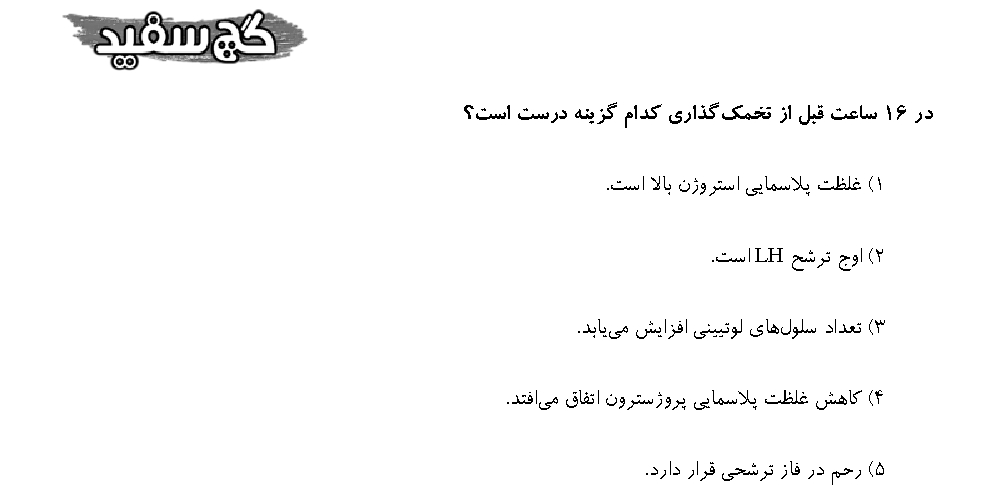 گچ سفید
در ۱۶ ساعت قبل از تخمک‌گذاری کدام گزینه درست است؟
۱) غلظت پلاسمایی استروژن بالا است.
۲) اوج ترشح LH است.
۳) تعداد سلول‌های لوتیینی افزایش می‌یابد.
۴) کاهش غلظت پلاسمایی پروژسترون اتفاق می‌افتد.
۵) رحم در فاز ترشحی قرار دارد.